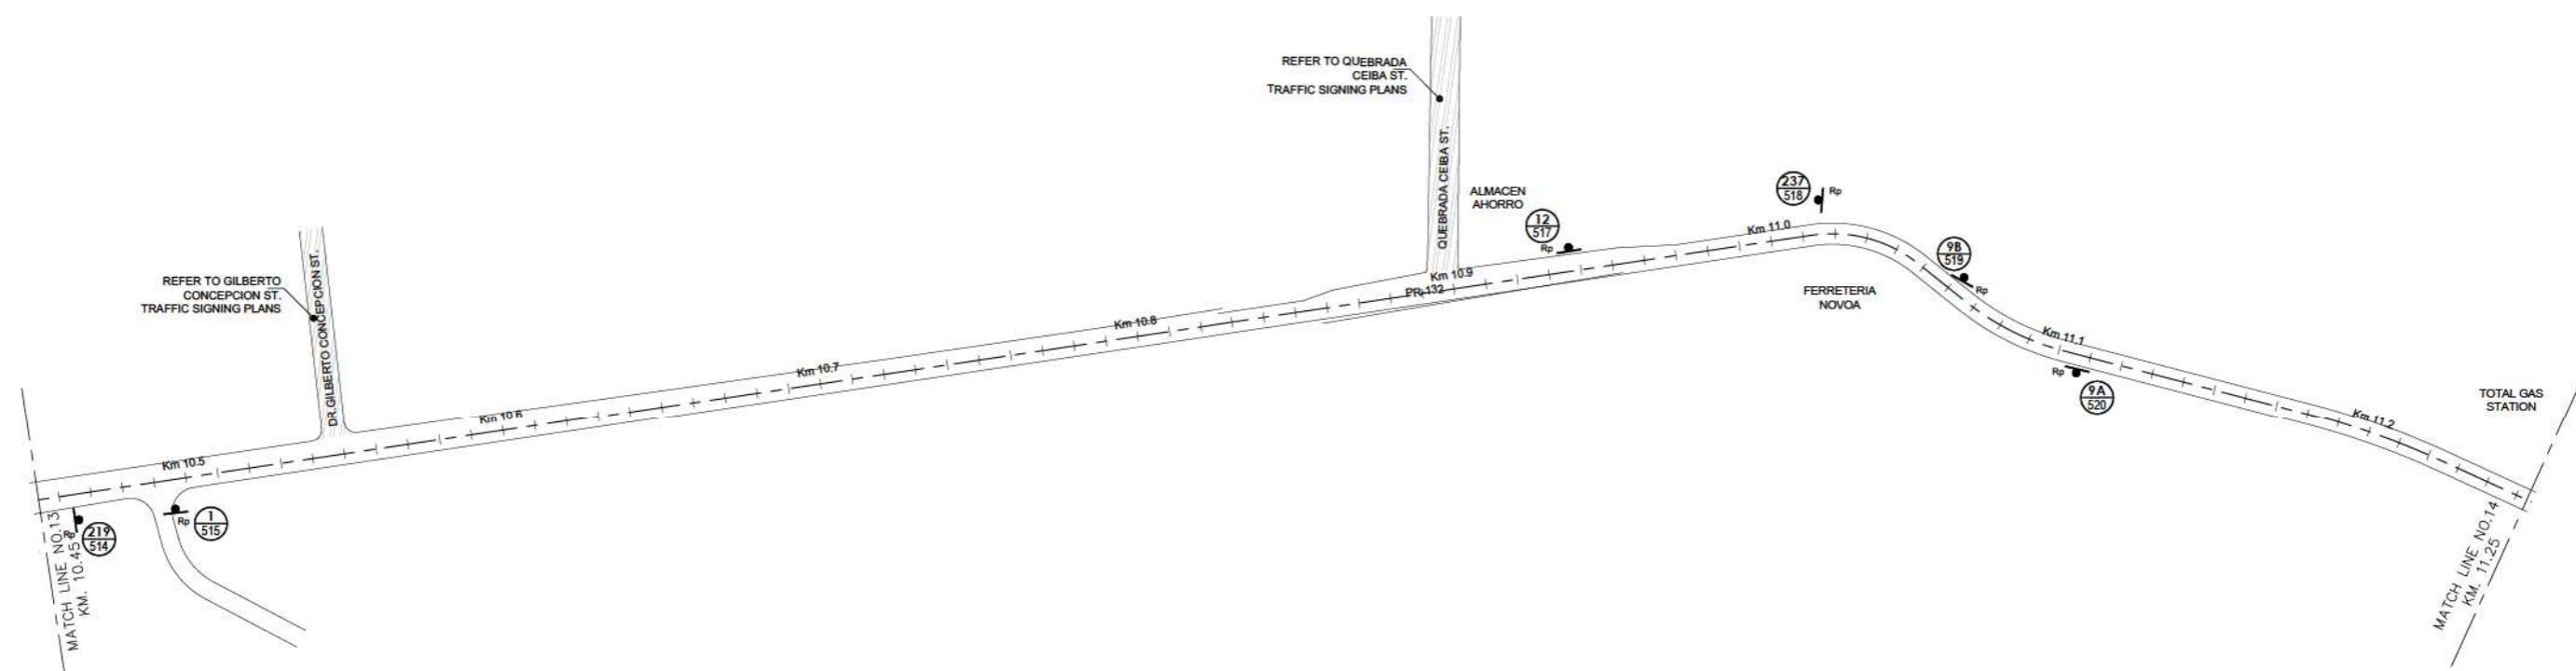 REFER TO QUEBRADA
CEIBA ST.
TRAFFIC SIGNING PLANS
QUEBRADA CEIBA ST.
ALMACEN
AHORRO
12
517
Rp
237
518
Rp
Km 11.0
9B
519
Rp
REFER TO GILBERTO
CONCEPCION ST.
TRAFFIC SIGNING PLANS
DR.GILBERTO CONCEPCION ST.
Km 10.9
PR-132
FERRETERIA
NOVOA
Km 10.8
Km 11.1
Km 10.7
Rp
9A
520
TOTAL GAS
STATION
Km 10.6
Km 11.2
Km 10.5
Rp
219
514
Rp
1
515
MATCH LINE NO.13
KM. 10.45
MATCH LINE NO.14
KM. 11.25